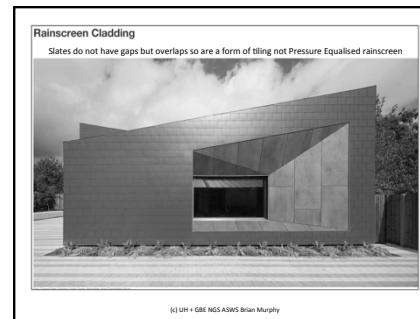 Rainscreen Cladding
Slates do not have gaps but overlaps so are a form of tiling not Pressure Equalised rainscreen
(c) UH + GBE NGS ASWS Brian Murphy